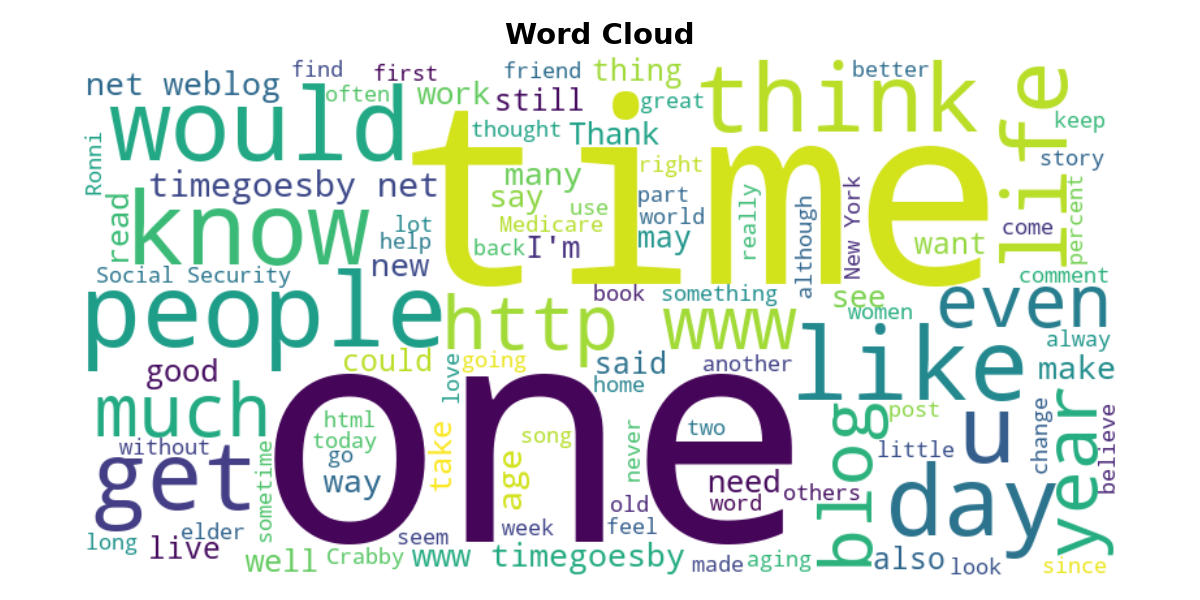 Word Cloud
net weblog
find
first
friend
thing
think
better
life
often
work
still
great
keep
would
time
thought
Thank
story
Ronni
timegoesby net
many
right
say
use
part
world
really
although
New York
percent
read
know
lot
help
Medicare
may
back
I'm
want
come
new
Social Security
book
something
see
women
comment
even
people
http
www
like
alway
could
going
love
said
another
make
good
home
much
one
html
today
go
way
take
age
song
never
two
blog
post
u
little
change
year
believe
without
get
sometime
need
word
others
day
old
feel
week
seem
long
elder
live
well
Crabby
www timegoesby
made
aging
also
look
since